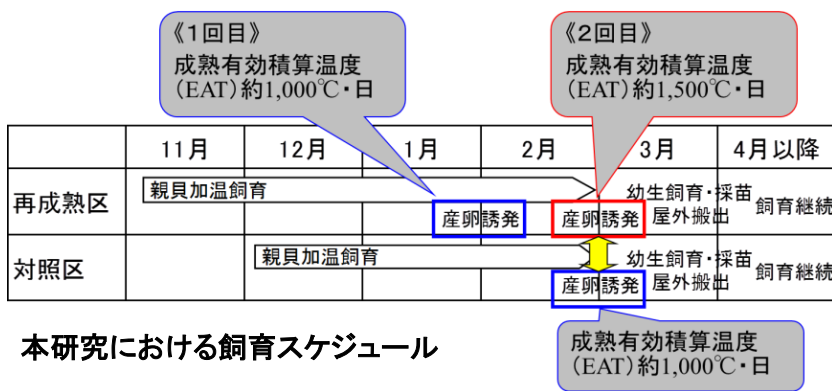 《1回目》
成熟有効積算温度
(EAT)約1,000℃・日
《2回目》
成熟有効積算温度
(EAT)約1,500℃・日
11月 12月 1月 2月 3月 4月以降
再成熟区
親貝加温飼育
産卵誘発
産卵誘発
幼生飼育・採苗
屋外搬出
飼育継続
対照区
親貝加温飼育
産卵誘発
幼生飼育・採苗
屋外搬出
飼育継続
本研究における飼育スケジュール
成熟有効積算温度
(EAT)約1,000℃・日